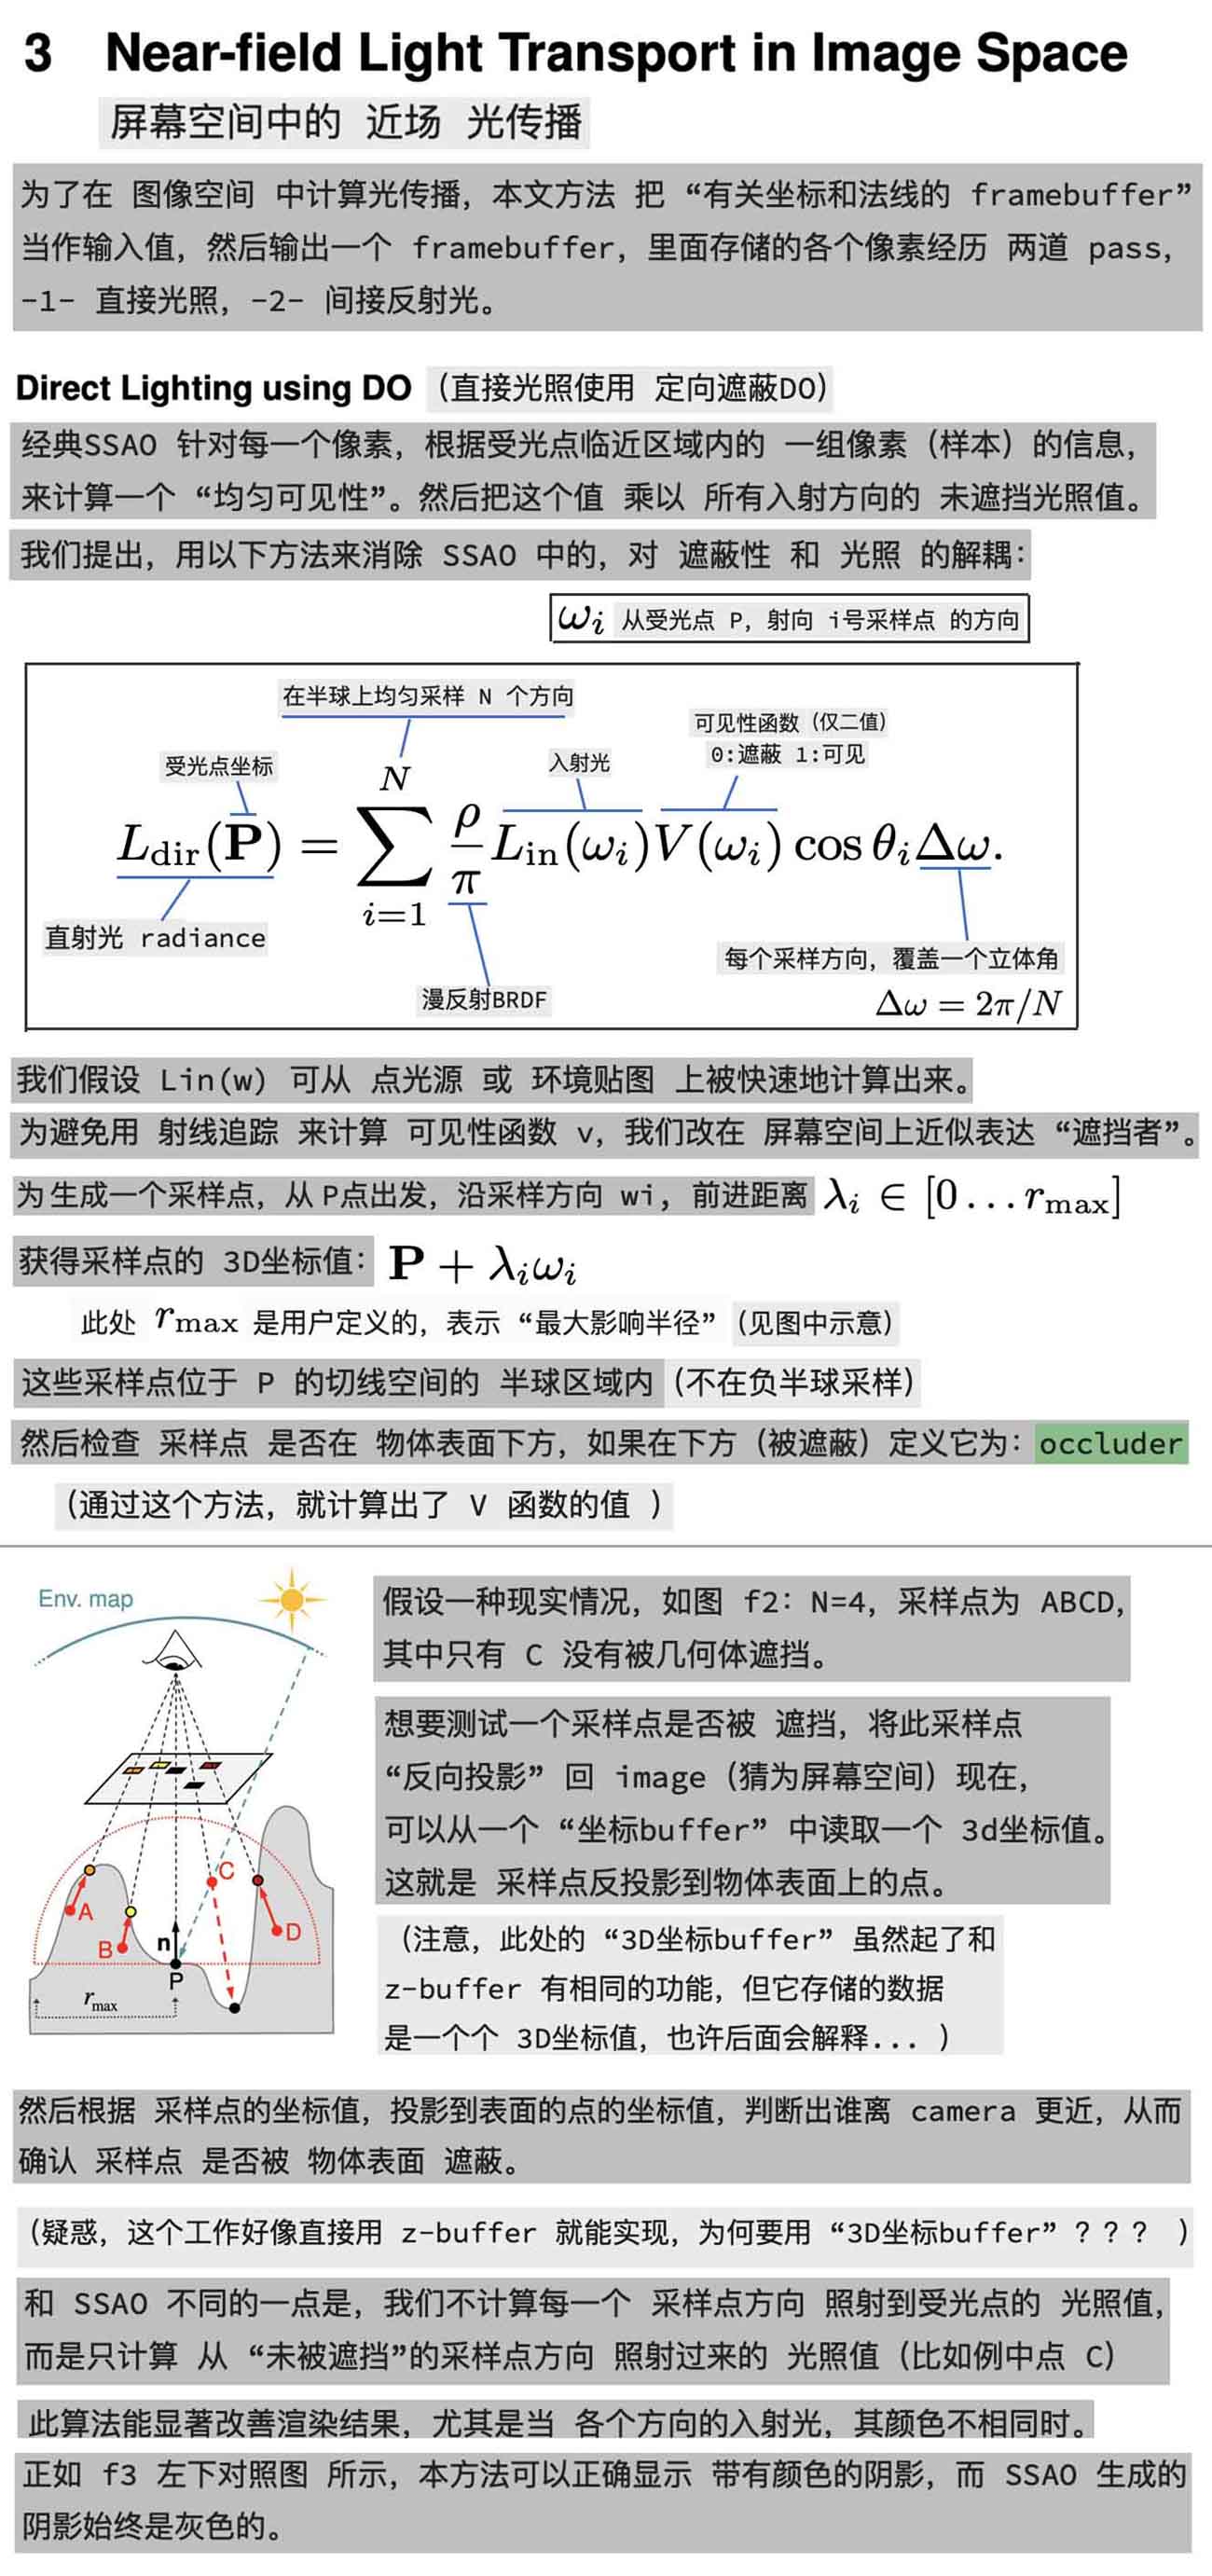 3 Near-field Light Transport in Image Space
屏幕空间中的 近场 光传播
为了在 图像空间 中计算光传播，本文方法 把 “有关坐标和法线的 framebuffer”
当作输入值，然后输出一个 framebuffer，里面存储的各个像素经历 两道 pass，
-1- 直接光照，-2- 间接反射光。
Direct Lighting using DO （直接光照使用 定向遮蔽DO）
经典SSAO 针对每一个像素，根据受光点临近区域内的 一组像素（样本）的信息，
来计算一个 “均匀可见性”。然后把这个值 乘以 所有入射方向的 未遮挡光照值。
我们提出，用以下方法来消除 SSAO 中的，对 遮蔽性 和 光照 的解耦：
ωi 从受光点 P，射向 i号采样点 的方向
在半球上均匀采样 N 个方向
可见性函数（仅二值）
0:遮蔽 1:可见
受光点坐标
入射光
Ldir(P) = ∑ i=1 N ρ/π Lin(ωi)V(ωi) cos θi Δω.
直射光 radiance
每个采样方向，覆盖一个立体角
漫反射BRDF
Δω = 2π/N
我们假设 Lin(w) 可从 点光源 或 环境贴图 上被快速地计算出来。
为避免用 射线追踪 来计算 可见性函数 v，我们改在 屏幕空间上近似表达 “遮挡者”。
为生成一个采样点，从P点出发，沿采样方向 wi，前进距离 λi ∈ [0 . . . rmax]
获得采样点的 3D坐标值： P + λiωi
此处 rmax 是用户定义的，表示 “最大影响半径” （见图中示意）
这些采样点位于 P 的切线空间的 半球区域内（不在负半球采样）
然后检查 采样点 是否在 物体表面下方，如果在下方（被遮蔽）定义它为：occluder
（通过这个方法，就计算出了 V 函数的值 ）
Env. map
A
B
C
D
n
P
rmax
假设一种现实情况，如图 f2：N=4，采样点为 ABCD，
其中只有 C 没有被几何体遮挡。
想要测试一个采样点是否被 遮挡，将此采样点
“反向投影” 回 image（猜为屏幕空间）现在，
可以从一个 “坐标buffer” 中读取一个 3d坐标值。
这就是 采样点反投影到物体表面上的点。
（注意，此处的 “3D坐标buffer” 虽然起了和
z-buffer 有相同的功能，但它存储的数据
是一个个 3D坐标值，也许后面会解释... ）
然后根据 采样点的坐标值，投影到表面的点的坐标值，判断出谁离 camera 更近，从而
确认 采样点 是否被 物体表面 遮蔽。
（疑惑，这个工作好像直接用 z-buffer 就能实现，为何要用 “3D坐标buffer” ？？？ ）
和 SSAO 不同的一点是，我们不计算每一个 采样点方向 照射到受光点的 光照值，
而是只计算 从 “未被遮挡”的采样点方向 照射过来的 光照值（比如例中点 C）
此算法能显著改善渲染结果，尤其是当 各个方向的入射光，其颜色不相同时。
正如 f3 左下对照图 所示，本方法可以正确显示 带有颜色的阴影，而 SSAO 生成的
阴影始终是灰色的。